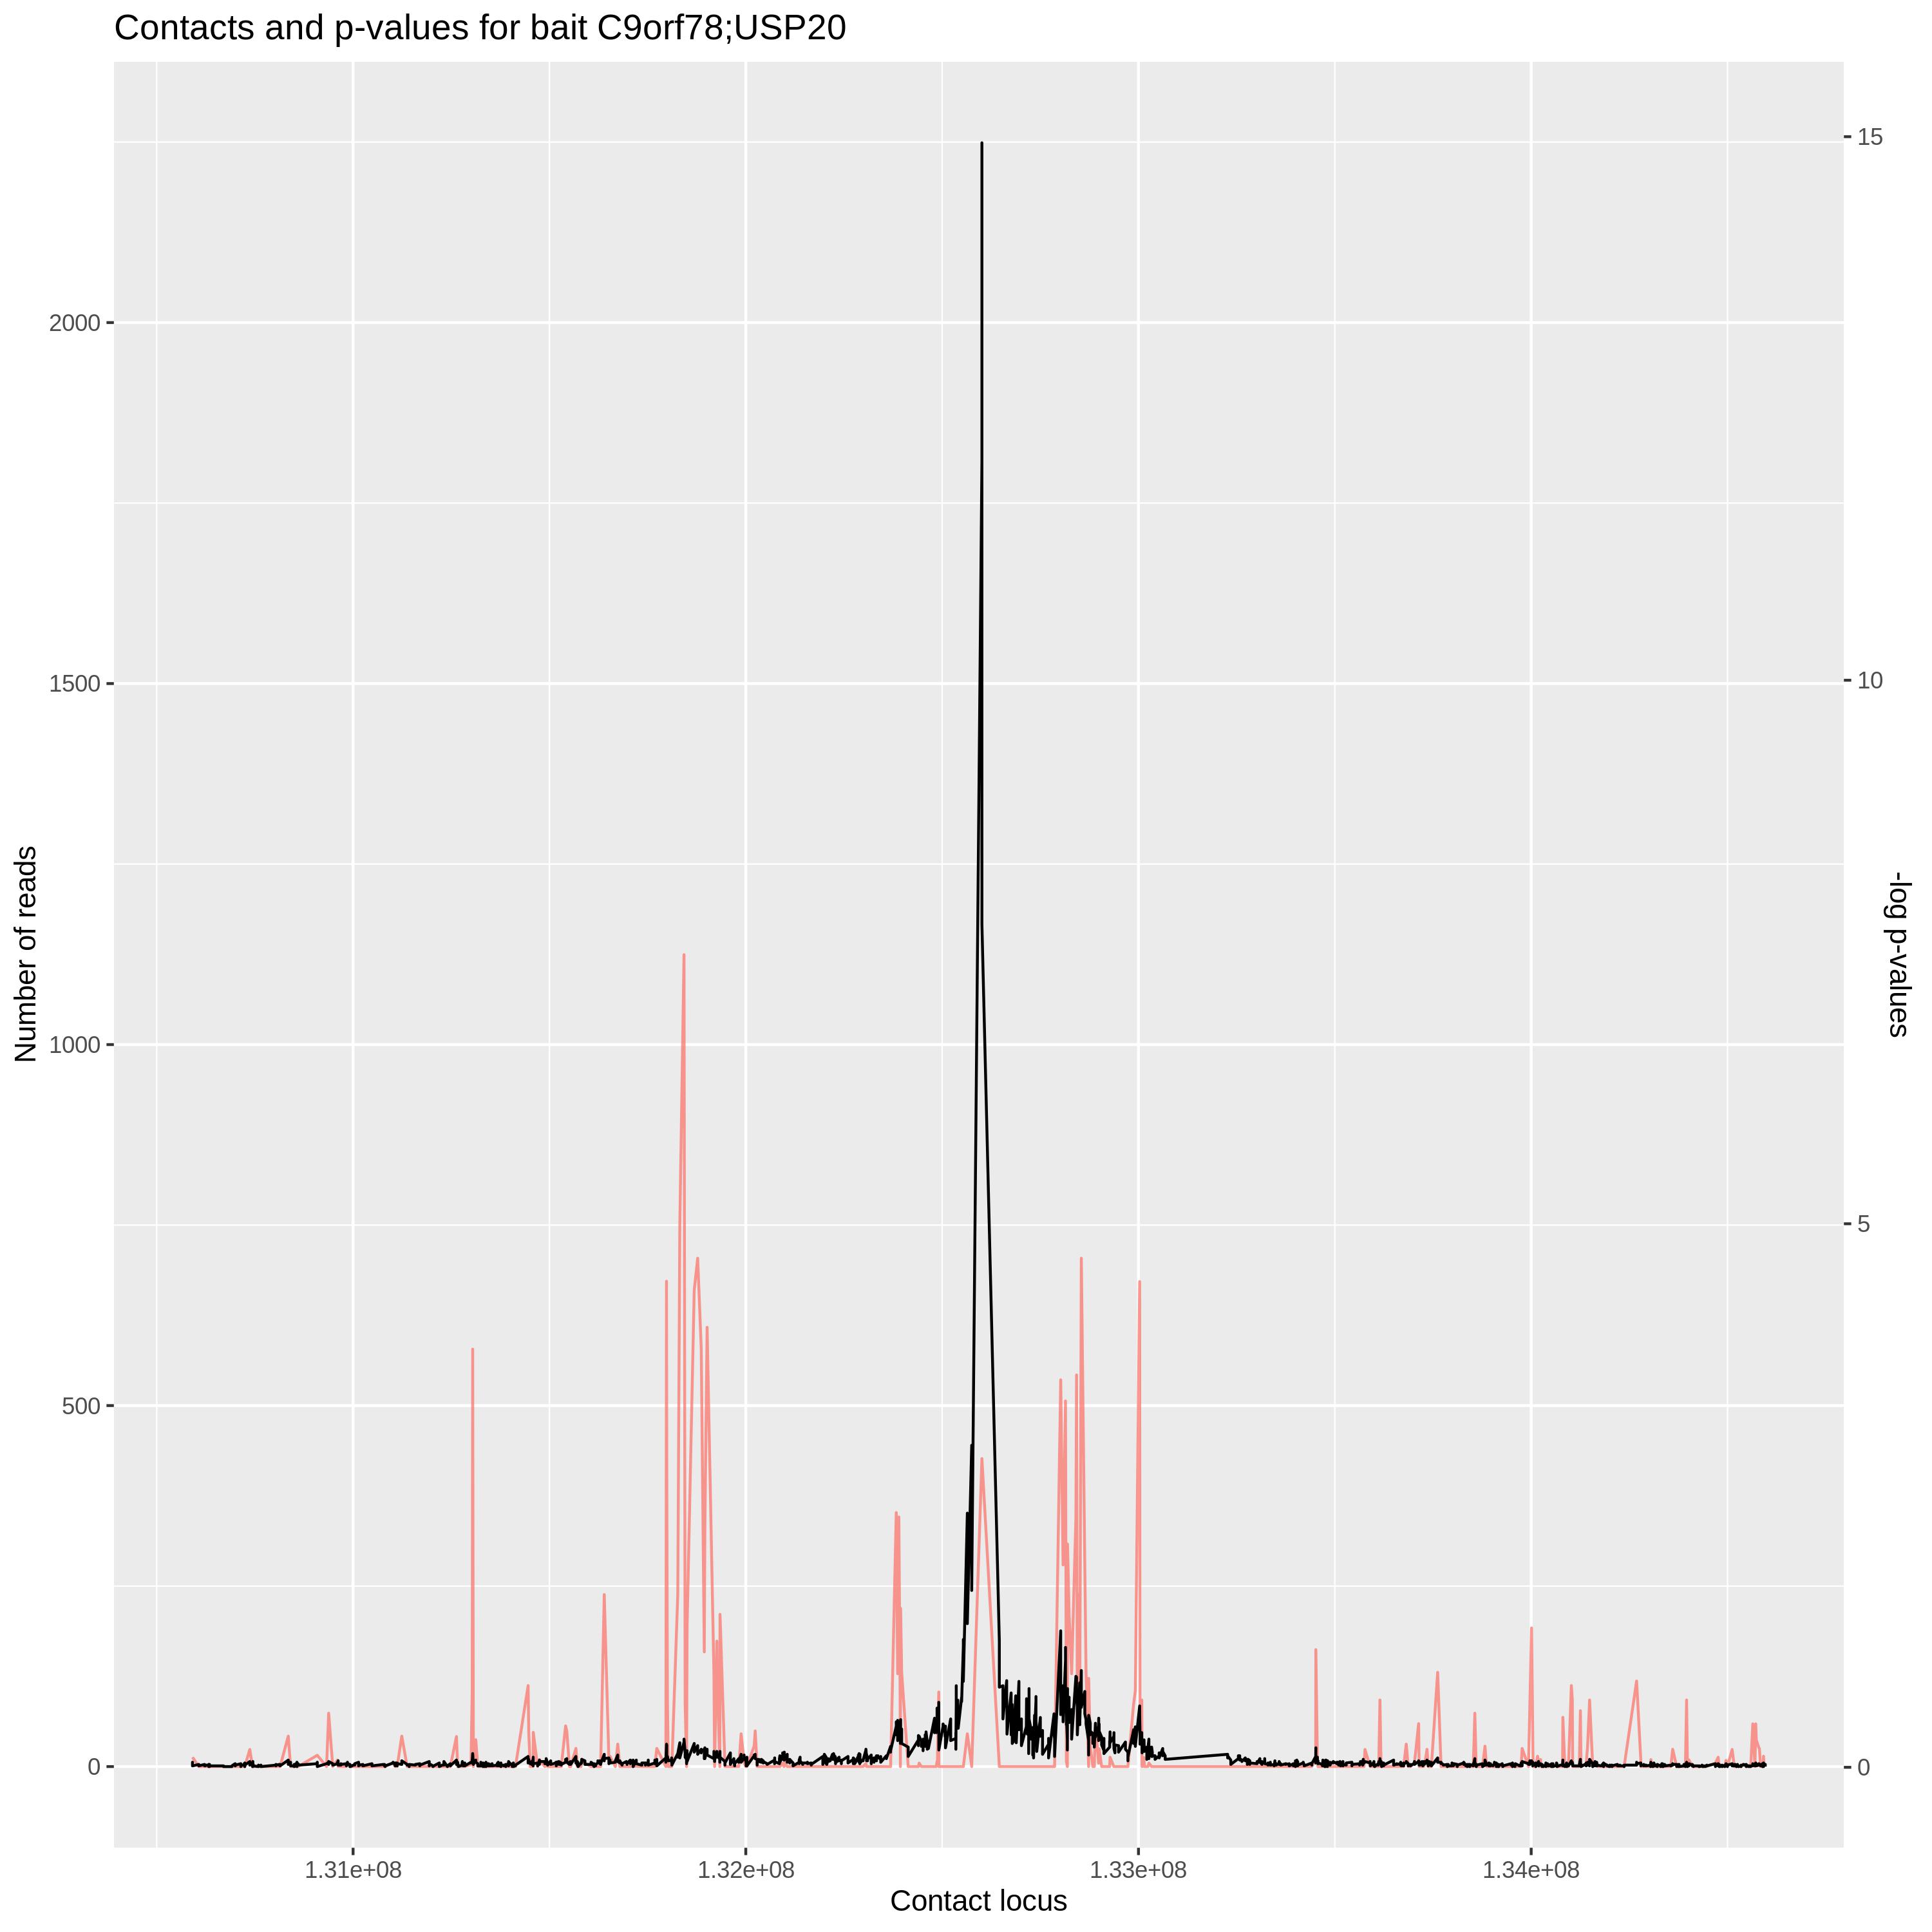 Contacts and p-values for bait C9orf78;USP20
Number of reads
2000
1500
1000
500
0
15
10
5
0
-log p-values
1.31e+08
1.32e+08
1.33e+08
1.34e+08
Contact locus